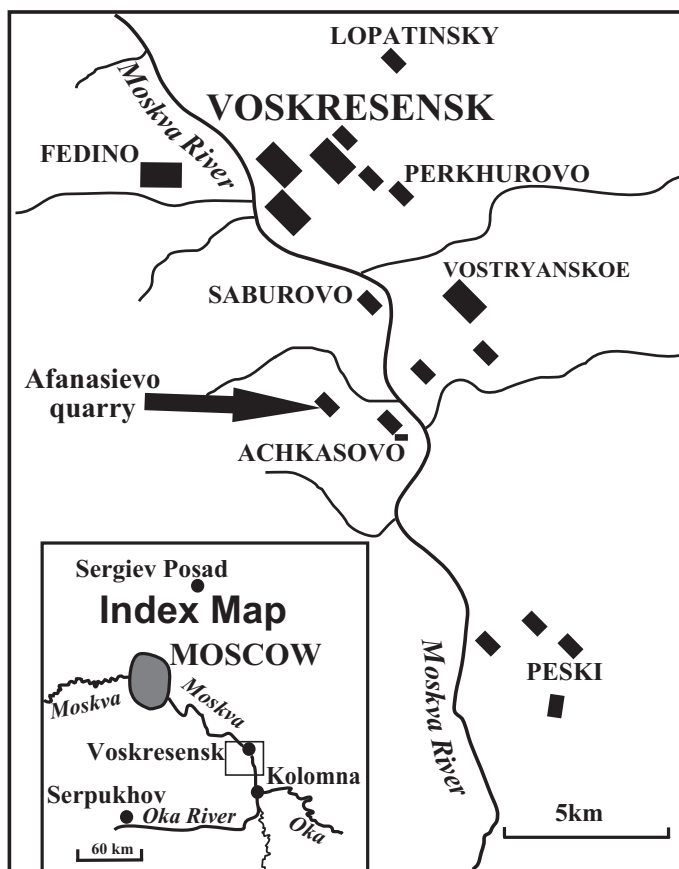 LOPATINSKY
Moskva River
VOSKRESENSK
FEDINO
PERKHUROVO
VOSTRYANSKOE
SABUROVO
Afanasievo
quarry
ACHKASOVO
Sergiev Posad
Index Map
MOSCOW
Moskva
Moskva
Voskresensk
Kolomna
Serpukhov
Oka River
Oka
60 km
Moskva River
PESKI
5km